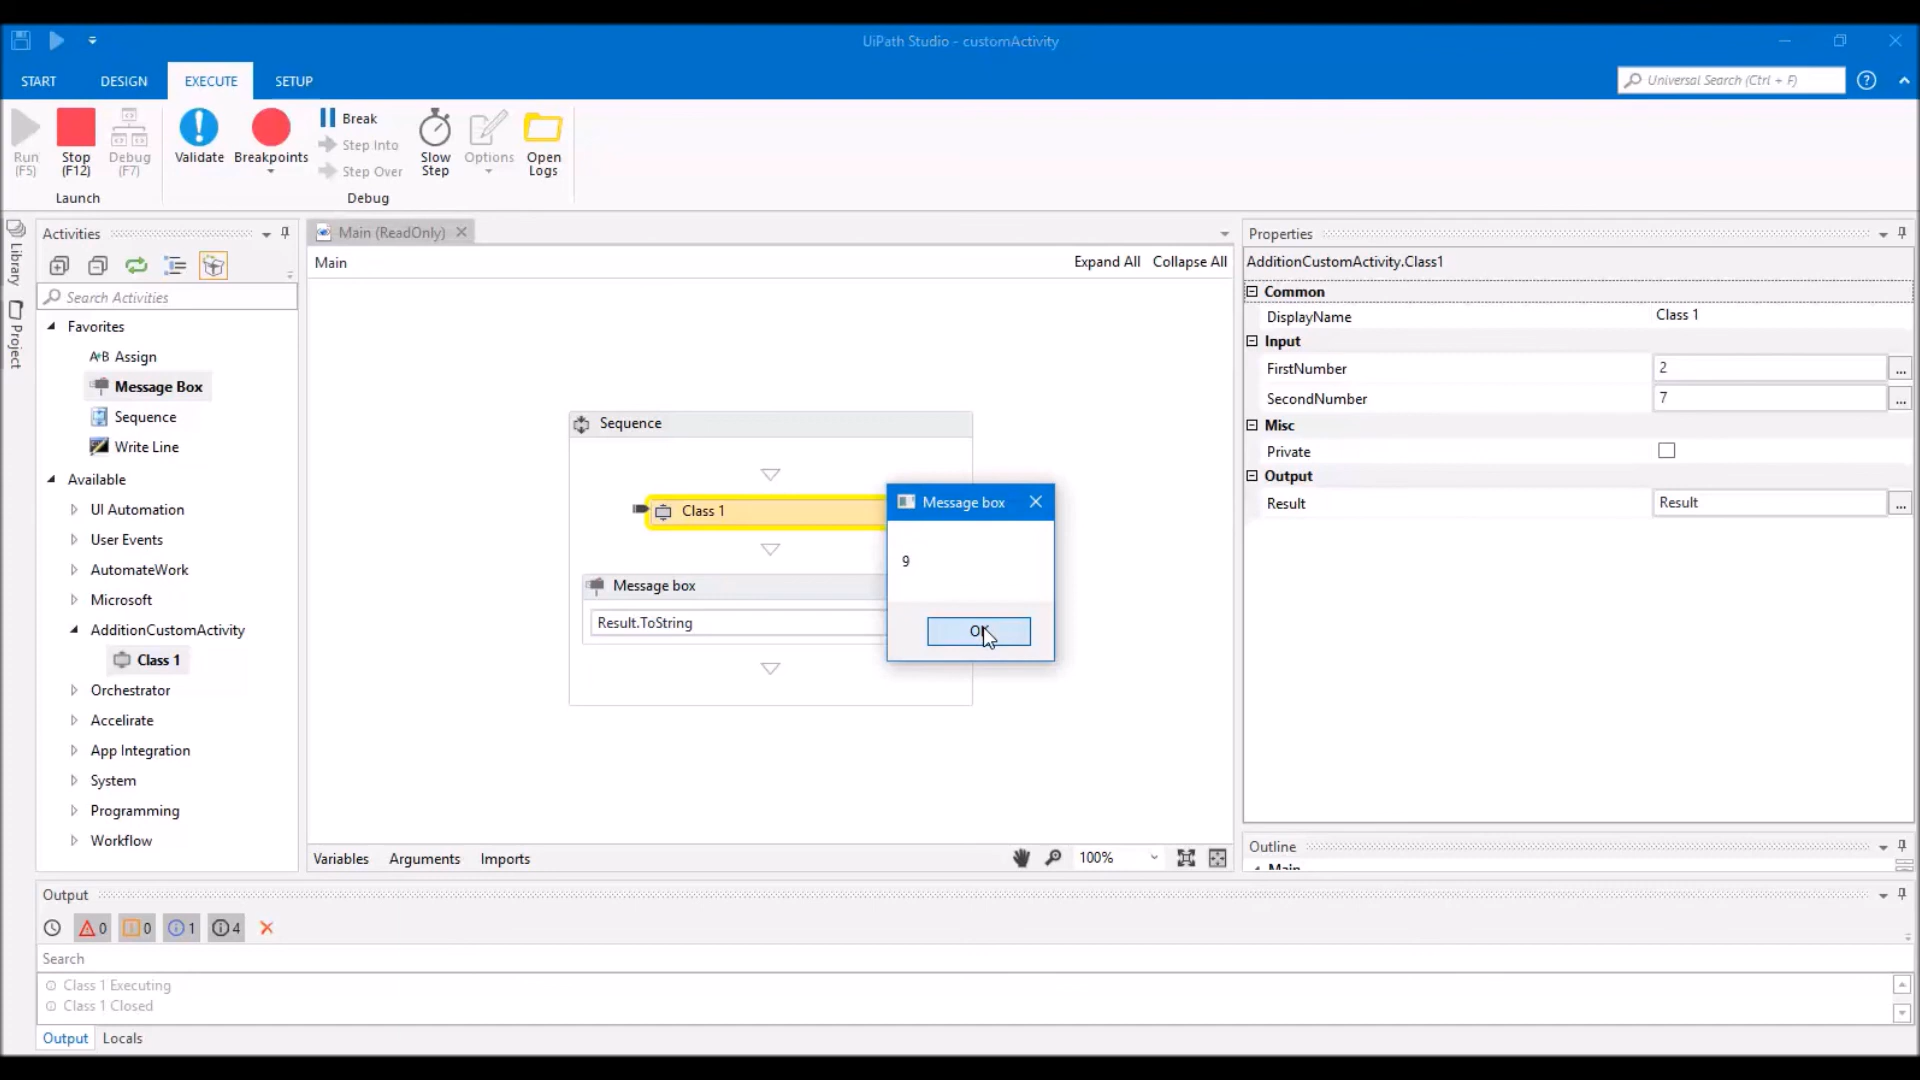 UiPath Studio - customActivity
START DESIGN EXECUTE SETUP
Universal Search (Ctrl + F)
Run (F5)
Stop (F12)
Debug (F7)
Launch
Validate
Breakpoints
Break
Step Into
Step Over
Slow Step
Options
Open Logs
Debug
Library
Project
Activities
Search Activities
Favorites
A+B Assign
Message Box
Sequence
Write Line
Available
UI Automation
User Events
AutomateWork
Microsoft
AdditionCustomActivity
Class 1
Orchestrator
Accelirate
App Integration
System
Programming
Workflow
Main (ReadOnly)
Main Expand All Collapse All
Sequence
Class 1
Message box
Result.ToString
Message box
9
Variables Arguments Imports 100%
Properties
AdditionCustomActivity.Class1
Common
DisplayName Class 1
Input
FirstNumber 2 ...
SecondNumber 7 ...
Misc
Private
Output
Result Result ...
Outline
Main
Output
0 0 1 4
Search
Class 1 Executing
Class 1 Closed
Output Locals